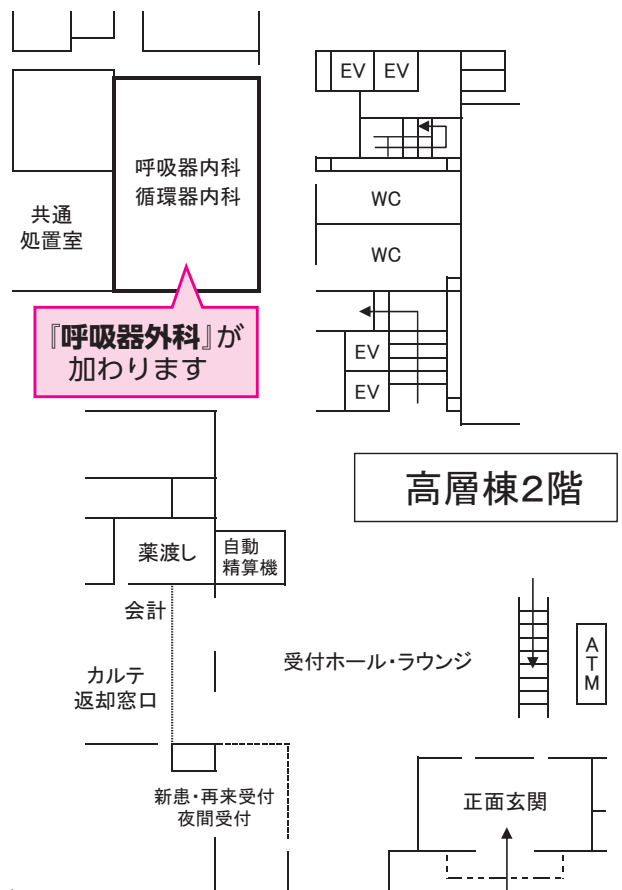 EV
EV
呼吸器内科
循環器内科
WC
共通
処置室
WC
『呼吸器外科』が
加わります
EV
EV
高層棟2階
薬渡し
自動
精算機
会計
受付ホール・ラウンジ
ATM
カルテ
返却窓口
新患・再来受付
夜間受付
正面玄関